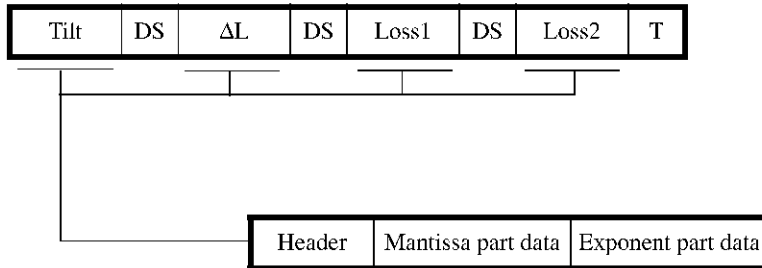 Tilt DS ΔL DS Loss1 DS Loss2 T
Header Mantissa part data Exponent part data